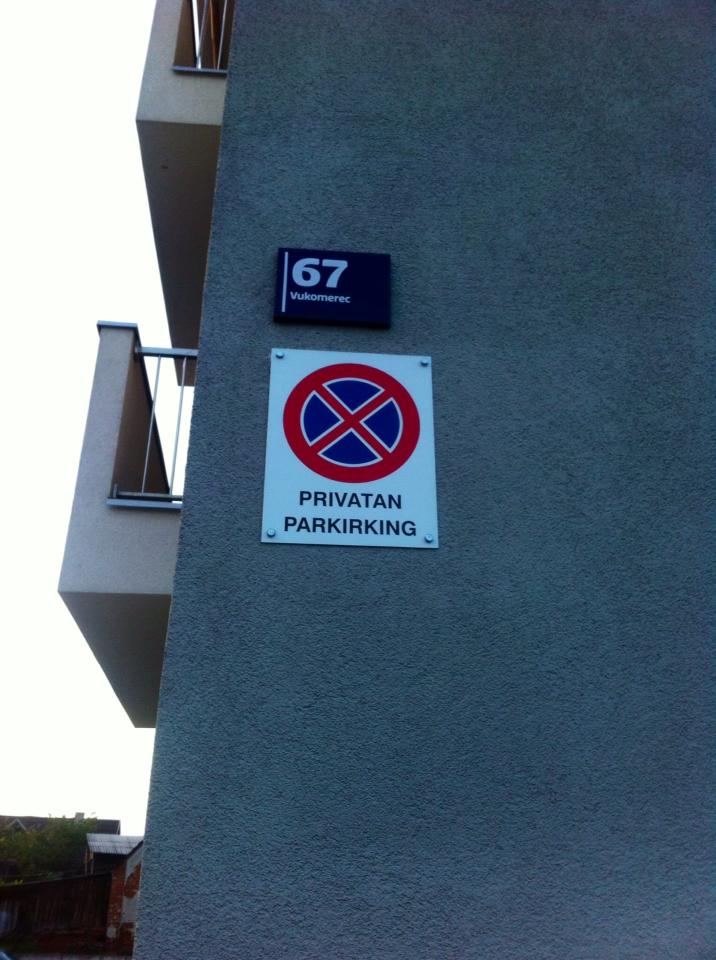 67
Vukomerec
PRIVATAN
PARKIRKING